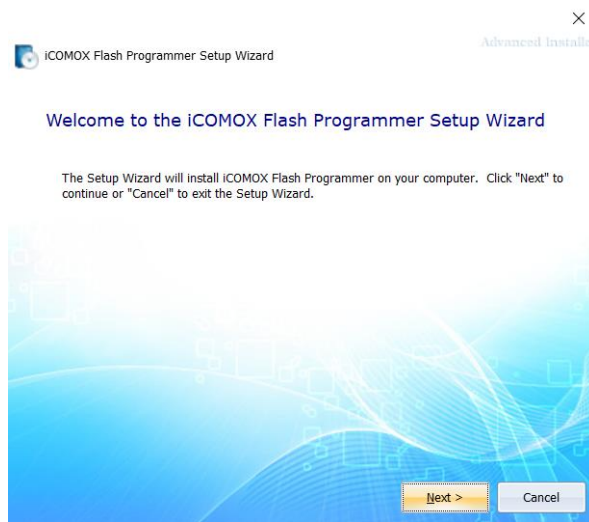 Advanced Installe
iCOMOX Flash Programmer Setup Wizard
Welcome to the iCOMOX Flash Programmer Setup Wizard
The Setup Wizard will install iCOMOX Flash Programmer on your computer. Click "Next" to
continue or "Cancel" to exit the Setup Wizard.
Next >
Cancel